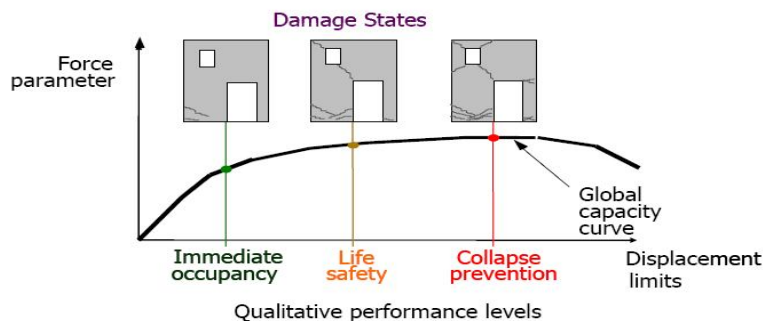 Damage States
Force
parameter
Global
capacity
curve
Immediate
occupancy
Life
safety
Collapse
prevention
Displacement
limits
Qualitative performance levels